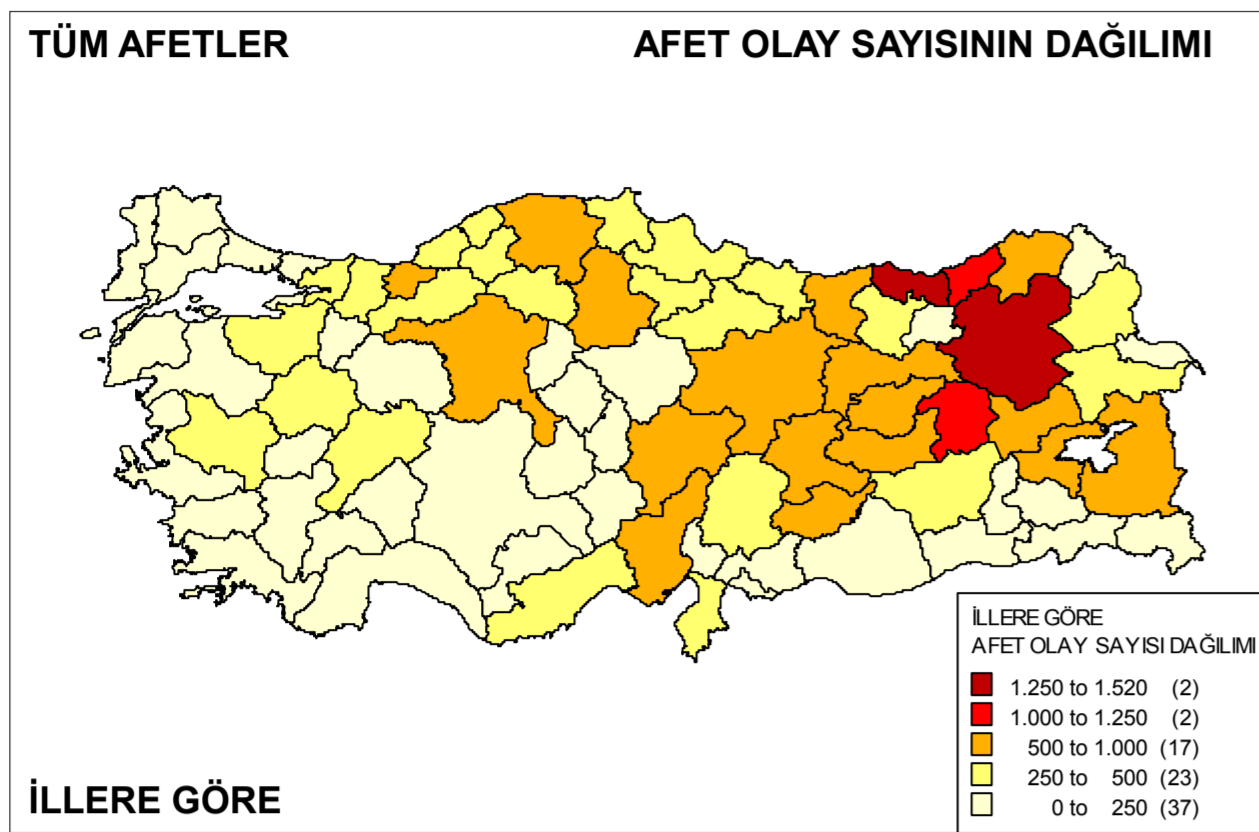 TÜM AFETLER
AFET OLAY SAYISININ DAĞILIMI
İLLERE GÖRE
AFET OLAY SAYISI DAĞILIMI
1.250 to 1.520 (2)
1.000 to 1.250 (2)
500 to 1.000 (17)
250 to 500 (23)
0 to 250 (37)
İLLERE GÖRE